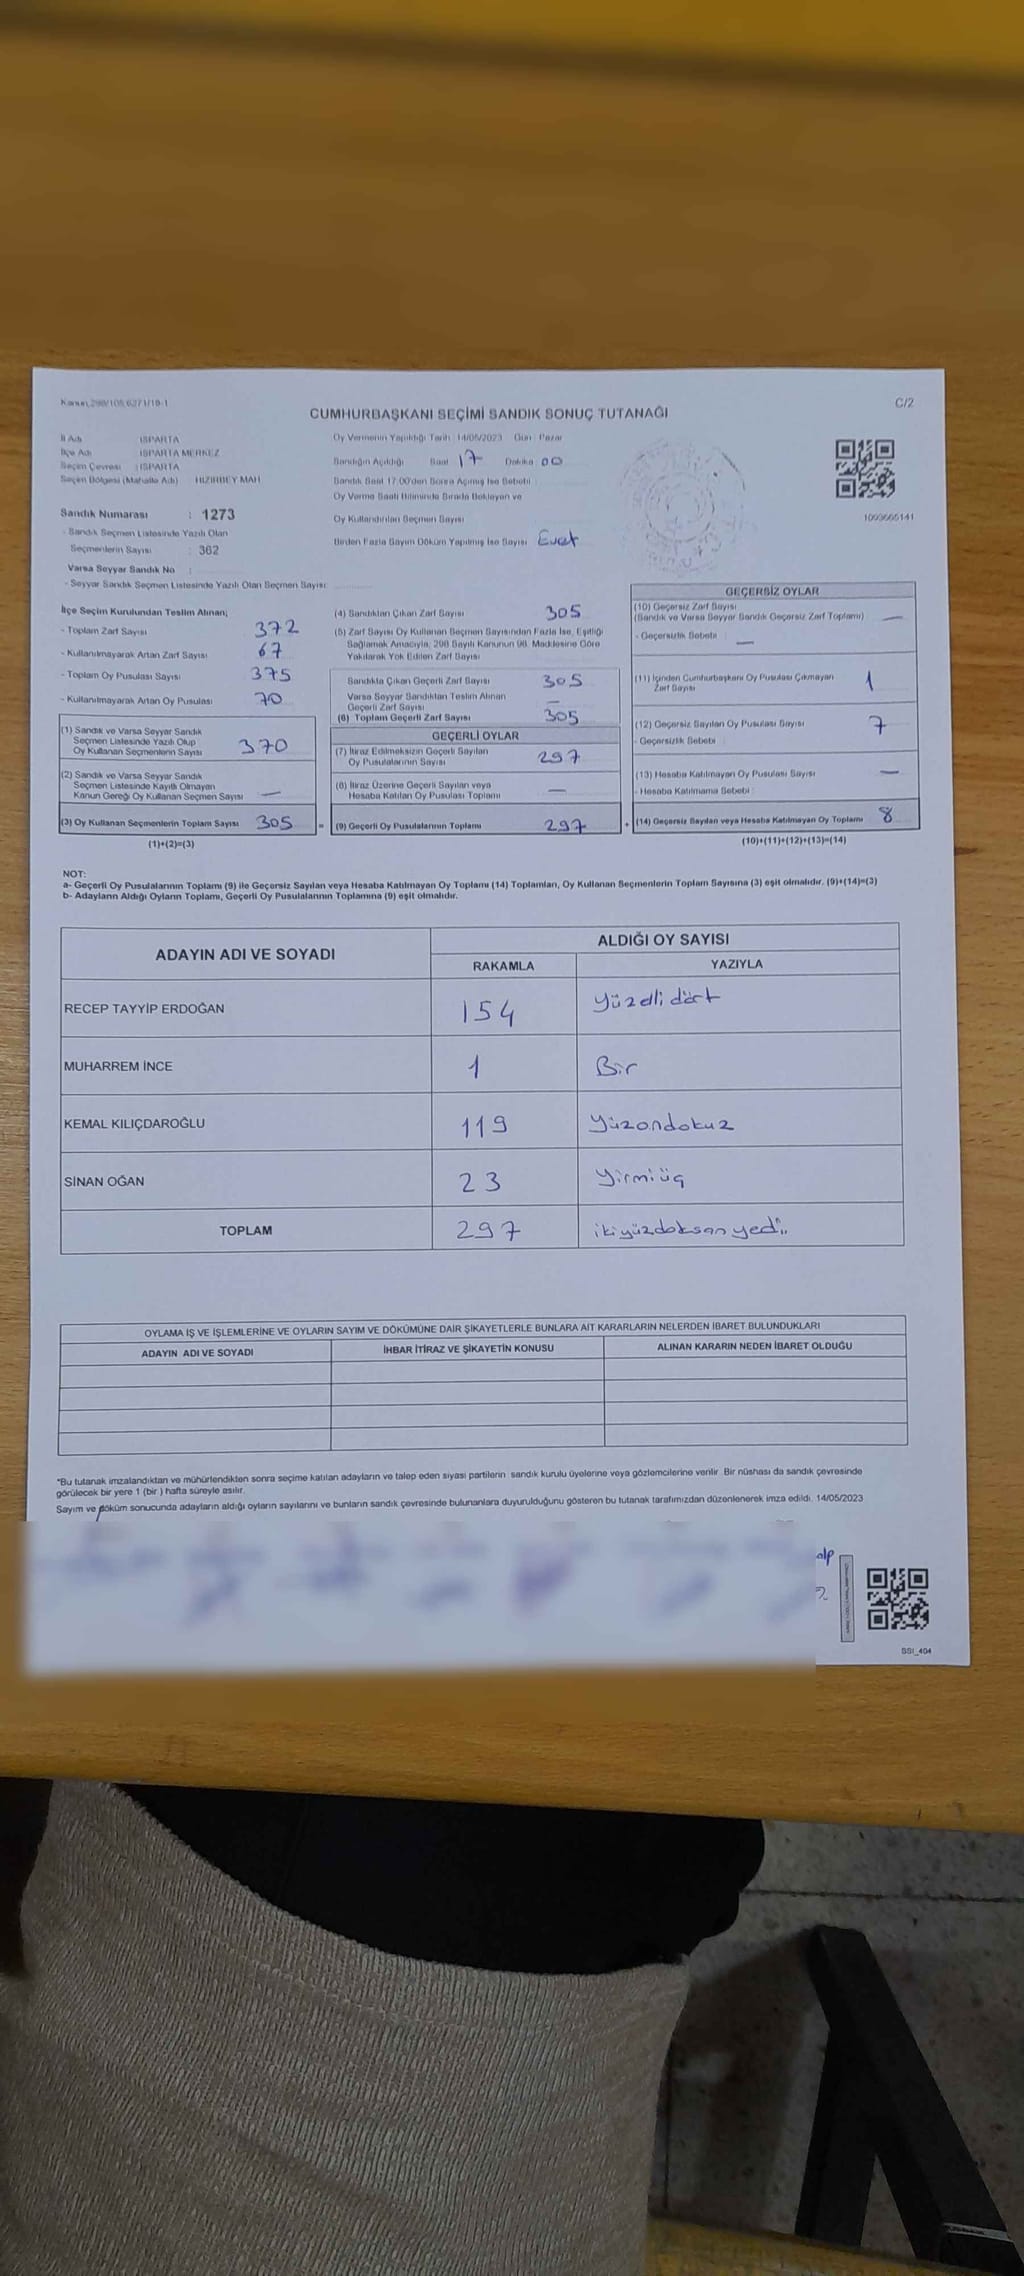 Kanun 298/105,6271/19-1
C/2
CUMHURBAŞKANI SEÇİMİ SANDIK SONUÇ TUTANAĞI
İl Adı : ISPARTA
İlçe Adı : ISPARTA MERKEZ
Seçim Çevresi : ISPARTA
Seçim Bölgesi (Mahalle Adı) HIZIRBEY MAH
Sandık Numarası : 1273
- Sandık Seçmen Listesinde Yazılı Olan
Seçmenlerin Sayısı : 362
Varsa Seyyar Sandık No :
- Seyyar Sandık Seçmen Listesinde Yazılı Olan Seçmen Sayısı
Oy Vermenin Yapıldığı Tarih: 14/05/2023 Gün : Pazar
Sandığın Açıldığı Saat 17 Dakika 00
Sandık Saat 17.00'den Sonra Açılmış İse Sebebi
Oy Verme Saati Bitiminde Sırada Bekleyen ve
Oy Kullandırılan Seçmen Sayısı
Birden Fazla Sayım Döküm Yapılmış İse Sayısı Evet
1093665141
İlçe Seçim Kurulundan Teslim Alınan;
- Toplam Zarf Sayısı 372
- Kullanılmayarak Artan Zarf Sayısı 67
- Toplam Oy Pusulası Sayısı 375
- Kullanılmayarak Artan Oy Pusulası 70
(1) Sandık ve Varsa Seyyar Sandık
Seçmen Listesinde Yazılı Olup
Oy Kullanan Seçmenlerin Sayısı 370
(2) Sandık ve Varsa Seyyar Sandık
Seçmen Listesinde Kayıtlı Olmayan
Kanun Gereği Oy Kullanan Seçmen Sayısı —
(3) Oy Kullanan Seçmenlerin Toplam Sayısı 305 =
(1)+(2)=(3)
(4) Sandıktan Çıkan Zarf Sayısı 305
(5) Zarf Sayısı Oy Kullanan Seçmen Sayısından Fazla İse, Eşitliği
Sağlamak Amacıyla, 298 Sayılı Kanunun 98. Maddesine Göre
Yakılarak Yok Edilen Zarf Sayısı
Sandıkta Çıkan Geçerli Zarf Sayısı 305
Varsa Seyyar Sandıktan Teslim Alınan
Geçerli Zarf Sayısı —
(6) Toplam Geçerli Zarf Sayısı 305
GEÇERLİ OYLAR
(7) İtiraz Edilmeksizin Geçerli Sayılan
Oy Pusulalarının Sayısı 297
(8) İtiraz Üzerine Geçerli Sayılan veya
Hesaba Katılan Oy Pusulası Toplamı —
(9) Geçerli Oy Pusulalarının Toplamı 297 +
GEÇERSİZ OYLAR
(10) Geçersiz Zarf Sayısı
(Sandık ve Varsa Seyyar Sandık Geçersiz Zarf Toplamı) —
- Geçersizlik Sebebi : —
(11) İçinden Cumhurbaşkanı Oy Pusulası Çıkmayan
Zarf Sayısı 1
(12) Geçersiz Sayılan Oy Pusulası Sayısı 7
- Geçersizlik Sebebi :
(13) Hesaba Katılmayan Oy Pusulası Sayısı —
- Hesaba Katılmama Sebebi :
(14) Geçersiz Sayılan veya Hesaba Katılmayan Oy Toplamı 8
(10)+(11)+(12)+(13)=(14)
NOT:
a- Geçerli Oy Pusulalarının Toplamı (9) ile Geçersiz Sayılan veya Hesaba Katılmayan Oy Toplamı (14) Toplamları, Oy Kullanan Seçmenlerin Toplam Sayısına (3) eşit olmalıdır. (9)+(14)=(3)
b- Adayların Aldığı Oyların Toplamı, Geçerli Oy Pusulalarının Toplamına (9) eşit olmalıdır.
ADAYIN ADI VE SOYADI
ALDIĞI OY SAYISI
RAKAMLA YAZIYLA
RECEP TAYYİP ERDOĞAN 154 Yüzelli dört
MUHARREM İNCE 1 Bir
KEMAL KILIÇDAROĞLU 119 Yüzondokuz
SİNAN OĞAN 23 Yirmiüç
TOPLAM 297 ikiyüzdoksan yedi
OYLAMA İŞ VE İŞLEMLERİNE VE OYLARIN SAYIM VE DÖKÜMÜNE DAİR ŞİKAYETLERLE BUNLARA AİT KARARLARIN NELERDEN İBARET BULUNDUKLARI
ADAYIN ADI VE SOYADI İHBAR İTİRAZ VE ŞİKAYETİN KONUSU ALINAN KARARIN NEDEN İBARET OLDUĞU
*Bu tutanak imzalandıktan ve mühürlendikten sonra seçime katılan adayların ve talep eden siyasi partilerin sandık kurulu üyelerine veya gözlemcilerine verilir. Bir nüshası da sandık çevresinde
görülecek bir yere 1 (bir ) hafta süreyle asılır.
Sayım ve döküm sonucunda adayların aldığı oyların sayılarını ve bunların sandık çevresinde bulunanlara duyurulduğunu gösteren bu tutanak tarafımızdan düzenlenerek imza edildi. 14/05/2023
alp
SSI_404